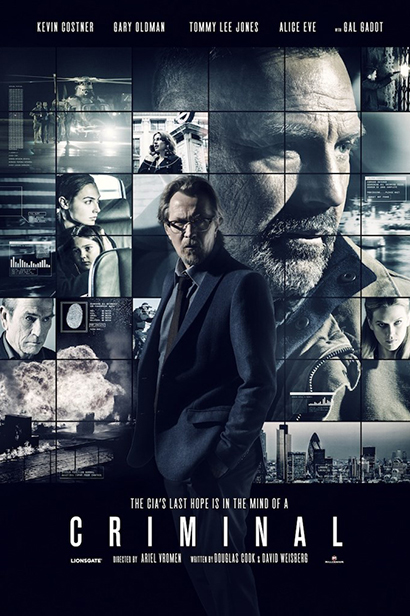 KEVIN COSTNER GARY OLDMAN TOMMY LEE JONES ALICE EVE WITH GAL GADOT
THE CIA'S LAST HOPE IS IN THE MIND OF A
CRIMINAL
LIONSGATE DIRECTED BY ARIEL VROMEN WRITTEN BY DOUGLAS COOK & DAVID WEISBERG MILLENNIUM